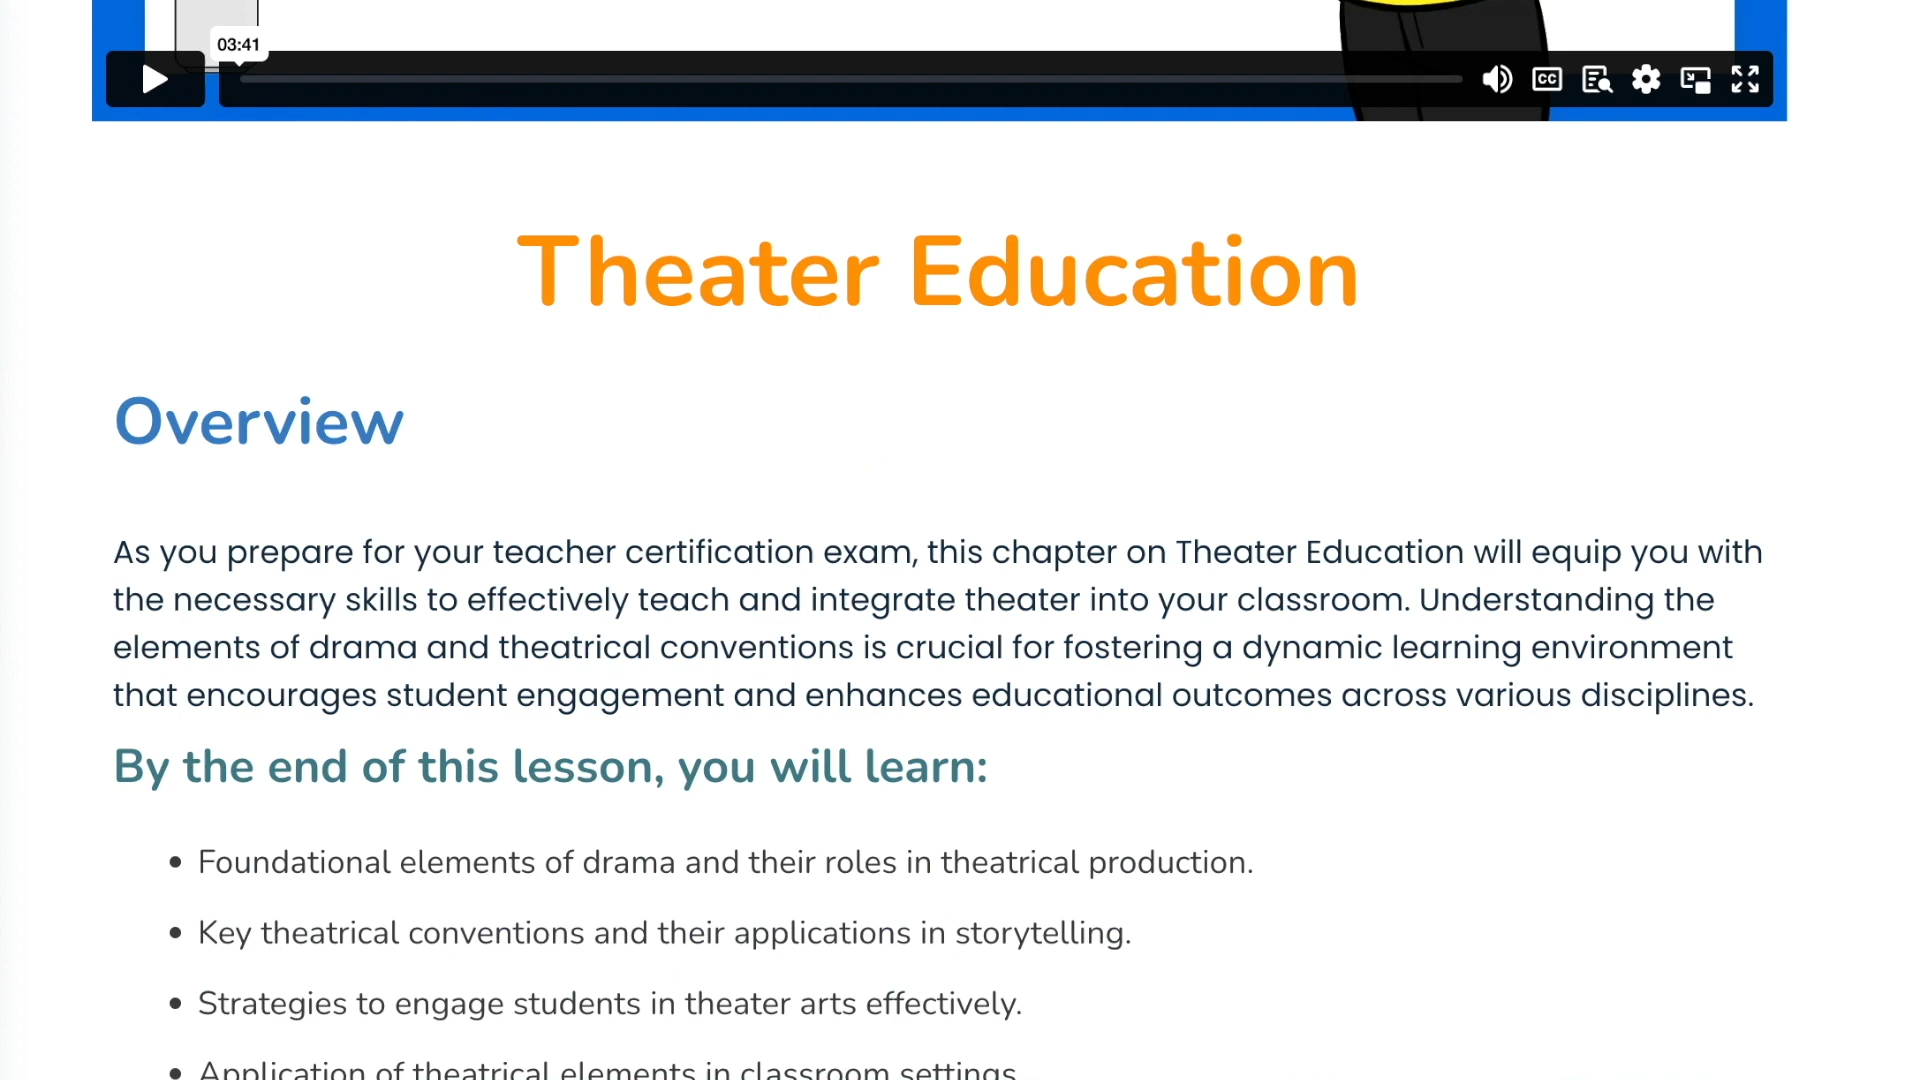 03:41
CC
Theater Education
Overview
As you prepare for your teacher certification exam, this chapter on Theater Education will equip you with
the necessary skills to effectively teach and integrate theater into your classroom. Understanding the
elements of drama and theatrical conventions is crucial for fostering a dynamic learning environment
that encourages student engagement and enhances educational outcomes across various disciplines.
By the end of this lesson, you will learn:
• Foundational elements of drama and their roles in theatrical production.
• Key theatrical conventions and their applications in storytelling.
• Strategies to engage students in theater arts effectively.
• Application of theatrical elements in classroom settings.